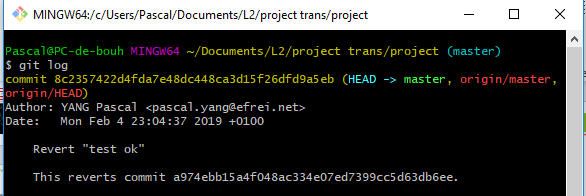 MINGW64:/c/Users/Pascal/Documents/L2/project trans/project
Pascal@PC-de-bouh MINGW64 ~/Documents/L2/project trans/project (master)
$ git log
commit 8c2357422d4fda7e48dc448ca3d15f26dfd9a5eb (HEAD -> master, origin/master,
origin/HEAD)
Author: YANG Pascal <pascal.yang@efrei.net>
Date:   Mon Feb 4 23:04:37 2019 +0100
    Revert "test ok"
    This reverts commit a974ebb15a4f048ac334e07ed7399cc5d63db6ee.